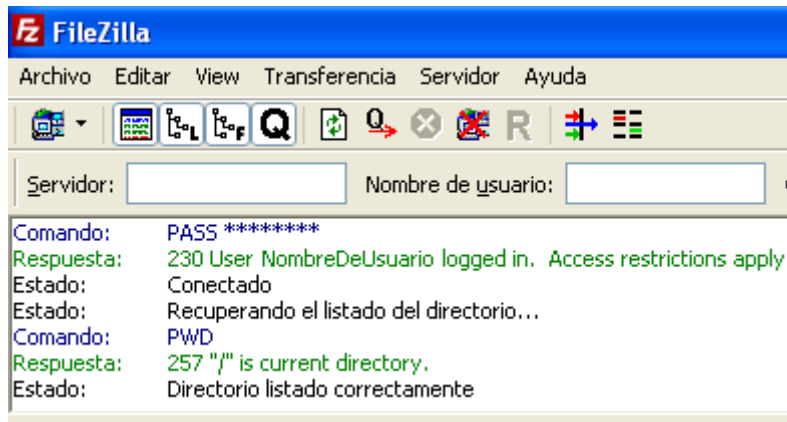 FileZilla
Archivo Editar View Transferencia Servidor Ayuda
Servidor: Nombre de usuario:
Comando: PASS ********
Respuesta: 230 User NombreDeUsuario logged in. Access restrictions apply
Estado: Conectado
Estado: Recuperando el listado del directorio...
Comando: PWD
Respuesta: 257 "/" is current directory.
Estado: Directorio listado correctamente